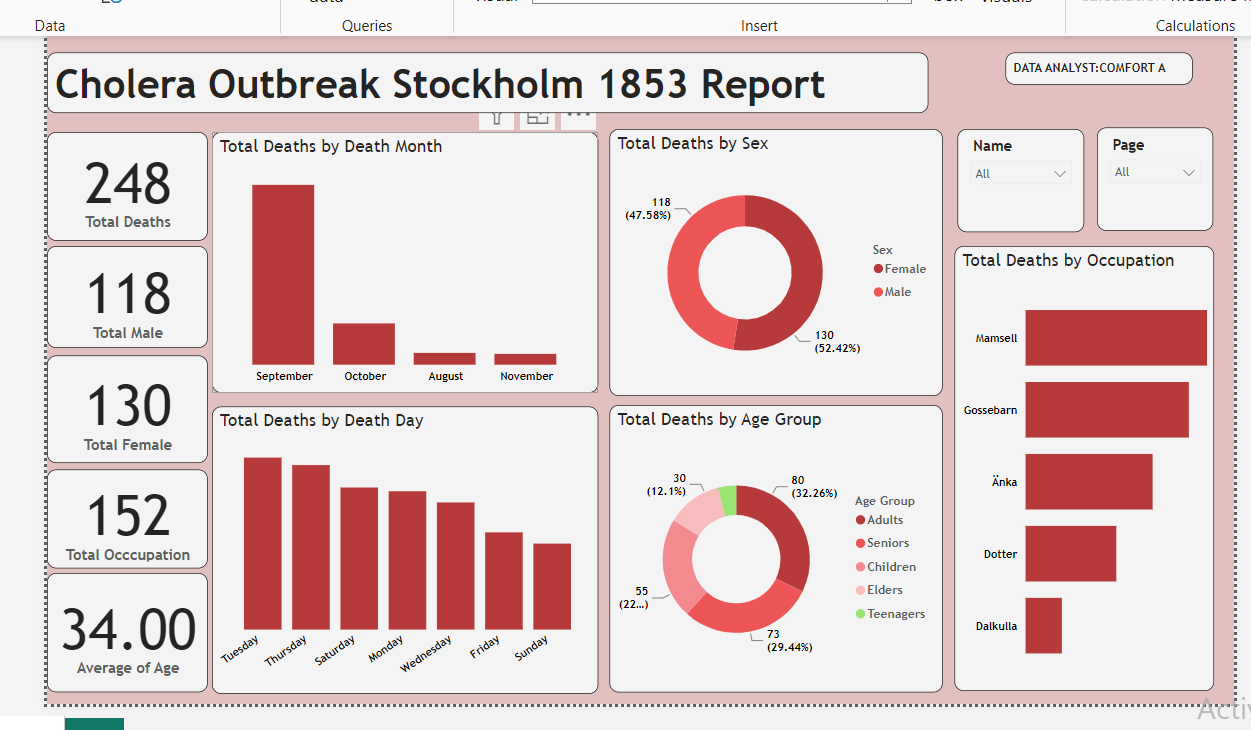 Data
Queries
Insert
Calculations
Cholera Outbreak Stockholm 1853 Report
DATA ANALYST:COMFORT A
248
Total Deaths
118
Total Male
130
Total Female
152
Total Occcupation
34.00
Average of Age
Total Deaths by Death Month
September
October
August
November
Total Deaths by Sex
118
(47.58%)
130
(52.42%)
Sex
Female
Male
Name
All
Page
All
Total Deaths by Death Day
Tuesday
Thursday
Saturday
Monday
Wednesday
Friday
Sunday
Total Deaths by Age Group
30
(12.1%)
80
(32.26%)
55
(22...)
73
(29.44%)
Age Group
Adults
Seniors
Children
Elders
Teenagers
Total Deaths by Occupation
Mamsell
Gossebarn
Änka
Dotter
Dalkulla